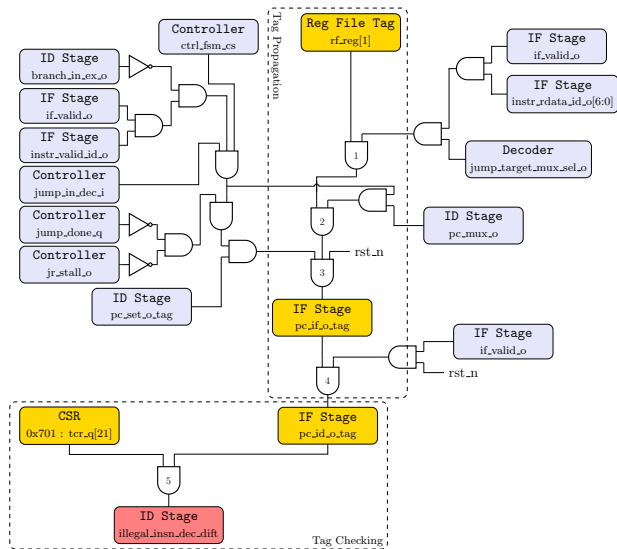 Tag Propagation
Reg File Tag
rf_reg[1]
Controller
ctrl_fsm_cs
ID Stage
branch_in_ex_o
IF Stage
if_valid_o
IF Stage
instr_valid_id_o
Controller
jump_in_dec_i
Controller
jump_done_q
Controller
jr_stall_o
ID Stage
pc_set_o_tag
IF Stage
if_valid_o
IF Stage
instr_rdata_id_o[6:0]
Decoder
jump_target_mux_sel_o
1
2
ID Stage
pc_mux_o
rst_n
3
IF Stage
pc_if_o_tag
IF Stage
if_valid_o
rst_n
4
CSR
0x701 : tcr_q[21]
IF Stage
pc_id_o_tag
5
ID Stage
illegal_insn_dec_dift
Tag Checking